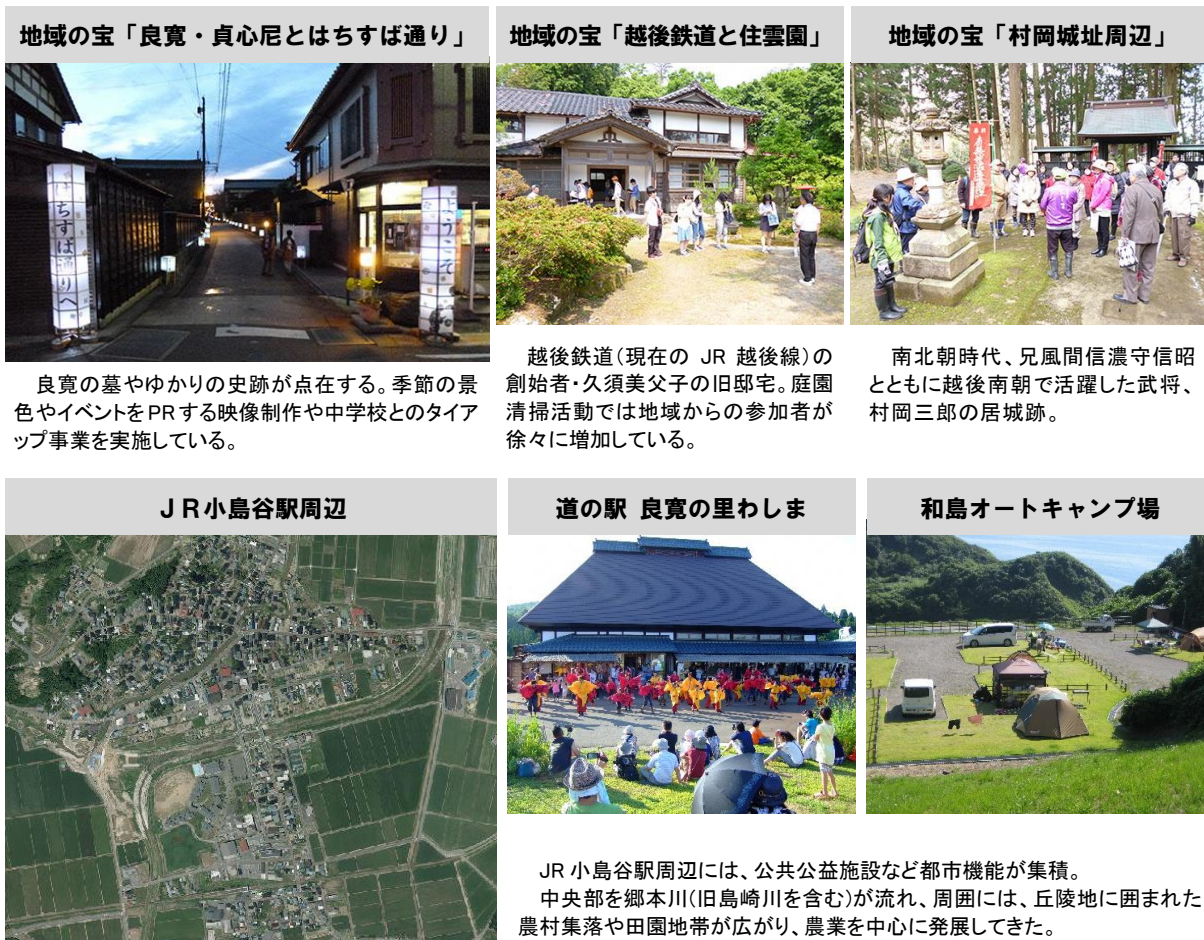 地域の宝「良寛・貞心尼とはちすば通り」
はちすば通りへ
ようこそ
良寛の墓やゆかりの史跡が点在する。季節の景
色やイベントをPRする映像制作や中学校とのタイア
ップ事業を実施している。
地域の宝「越後鉄道と住雲園」
越後鉄道(現在の JR 越後線)の
創始者・久須美父子の旧邸宅。庭園
清掃活動では地域からの参加者が
徐々に増加している。
地域の宝「村岡城址周辺」
南北朝時代、兄風間信濃守信昭
とともに越後南朝で活躍した武将、
村岡三郎の居城跡。
JR小島谷駅周辺
道の駅 良寛の里わしま
和島オートキャンプ場
JR 小島谷駅周辺には、公共公益施設など都市機能が集積。
中央部を郷本川(旧島崎川を含む)が流れ、周囲には、丘陵地に囲まれた
農村集落や田園地帯が広がり、農業を中心に発展してきた。